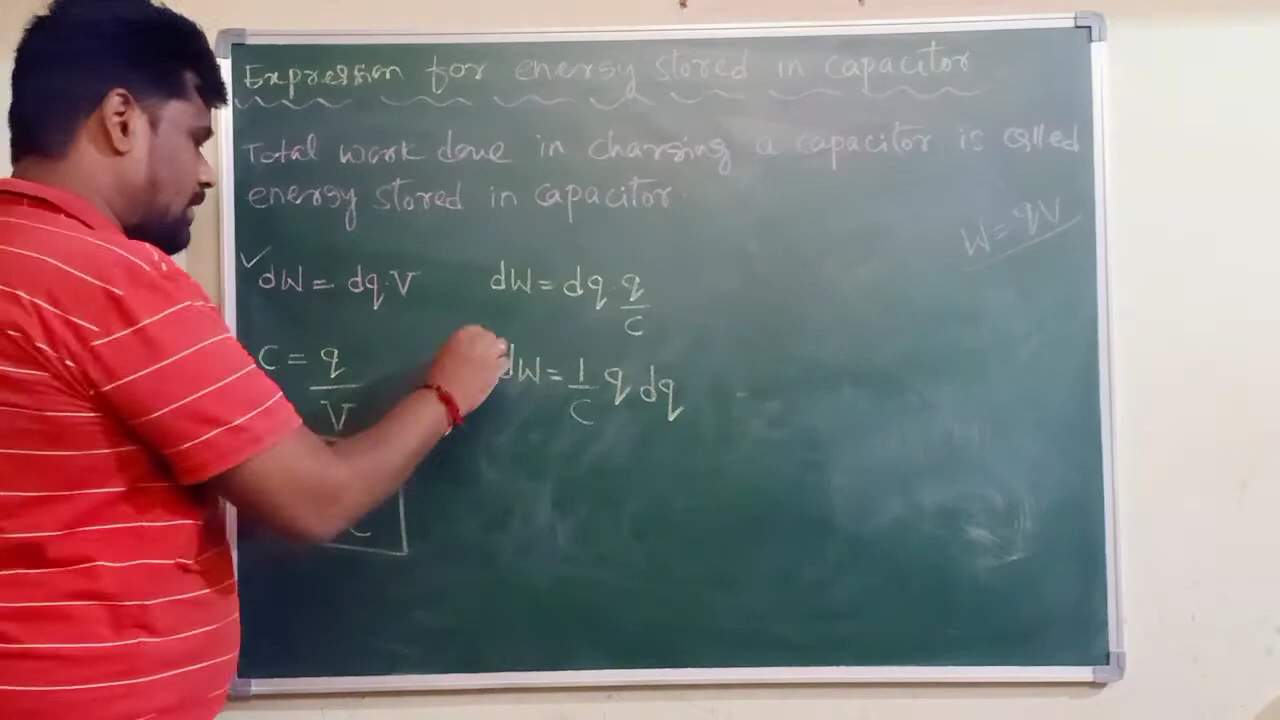 Expression for energy stored in capacitor
Total work done in charging a capacitor is called
energy stored in capacitor.
W = qV
✓ dW = dq·V
C = q/V
C
dW = dq·q/C
dW = 1/C q dq